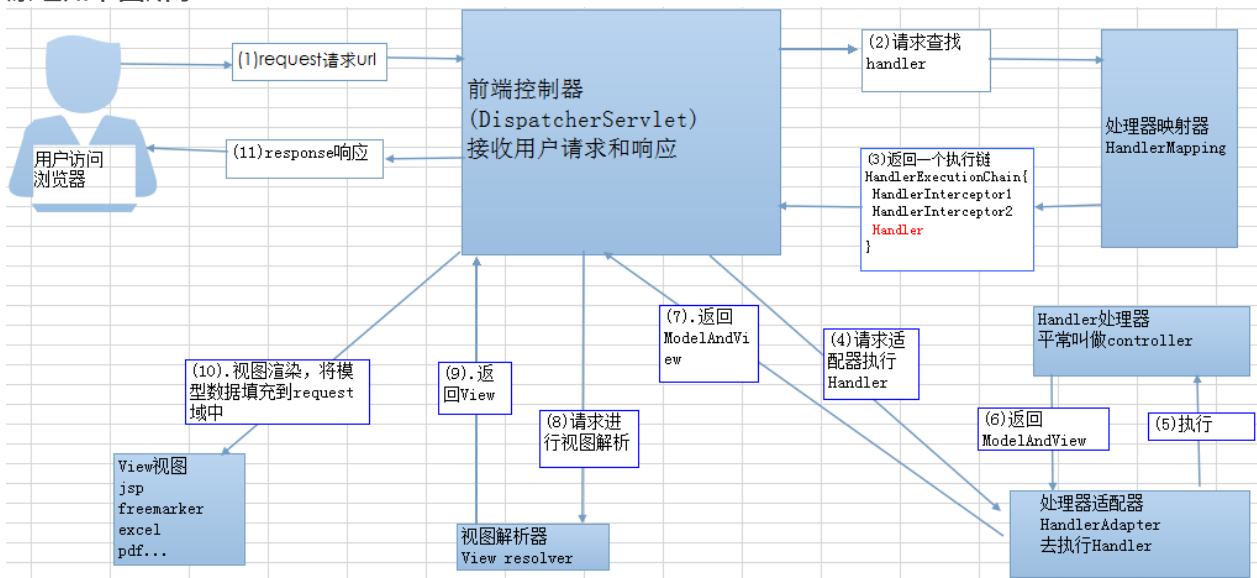 (1)request请求url
(2)请求查找
handler
前端控制器
(DispatcherServlet)
接收用户请求和响应
处理器映射器
HandlerMapping
用户访问
浏览器
(11)response响应
(3)返回一个执行链
HandlerExecutionChain{
HandlerInterceptor1
HandlerInterceptor2
Handler
}
(7).返回
ModelAndVi
ew
(4)请求适
配器执行
Handler
Handler处理器
平常叫做controller
(10).视图渲染，将模
型数据填充到request
域中
(9).返
回View
(8)请求进
行视图解析
(6)返回
ModelAndView
(5)执行
View视图
jsp
freemarker
excel
pdf...
视图解析器
View resolver
处理器适配器
HandlerAdapter
去执行Handler